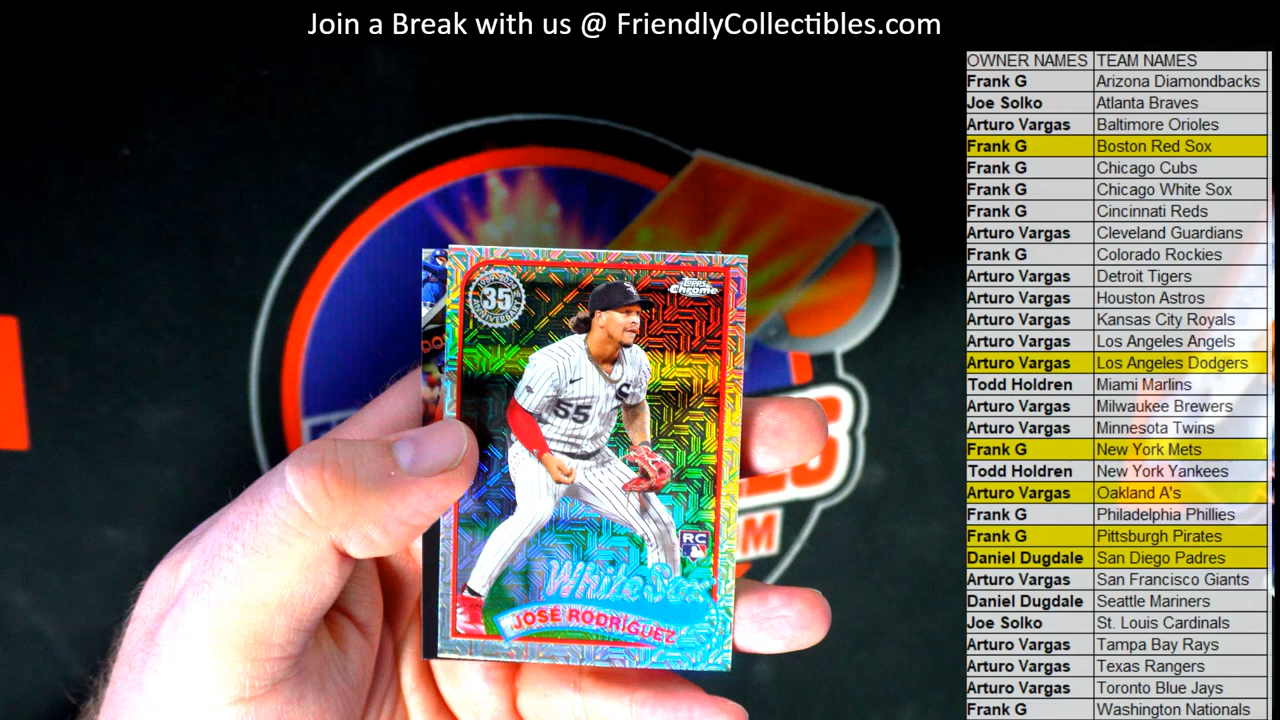 Join a Break with us @ FriendlyCollectibles.com
OWNER NAMES TEAM NAMES
Frank G Arizona Diamondbacks
Joe Solko Atlanta Braves
Arturo Vargas Baltimore Orioles
Frank G Boston Red Sox
Frank G Chicago Cubs
Frank G Chicago White Sox
Frank G Cincinnati Reds
Arturo Vargas Cleveland Guardians
Frank G Colorado Rockies
Arturo Vargas Detroit Tigers
Arturo Vargas Houston Astros
Arturo Vargas Kansas City Royals
Arturo Vargas Los Angeles Angels
Arturo Vargas Los Angeles Dodgers
Todd Holdren Miami Marlins
Arturo Vargas Milwaukee Brewers
Arturo Vargas Minnesota Twins
Frank G New York Mets
Todd Holdren New York Yankees
Arturo Vargas Oakland A's
Frank G Philadelphia Phillies
Frank G Pittsburgh Pirates
Daniel Dugdale San Diego Padres
Arturo Vargas San Francisco Giants
Daniel Dugdale Seattle Mariners
Joe Solko St. Louis Cardinals
Arturo Vargas Tampa Bay Rays
Arturo Vargas Texas Rangers
Arturo Vargas Toronto Blue Jays
Frank G Washington Nationals
35
ANNIVERSARY
Topps
Chrome
55
RC
White Sox
JOSÉ RODRÍGUEZ